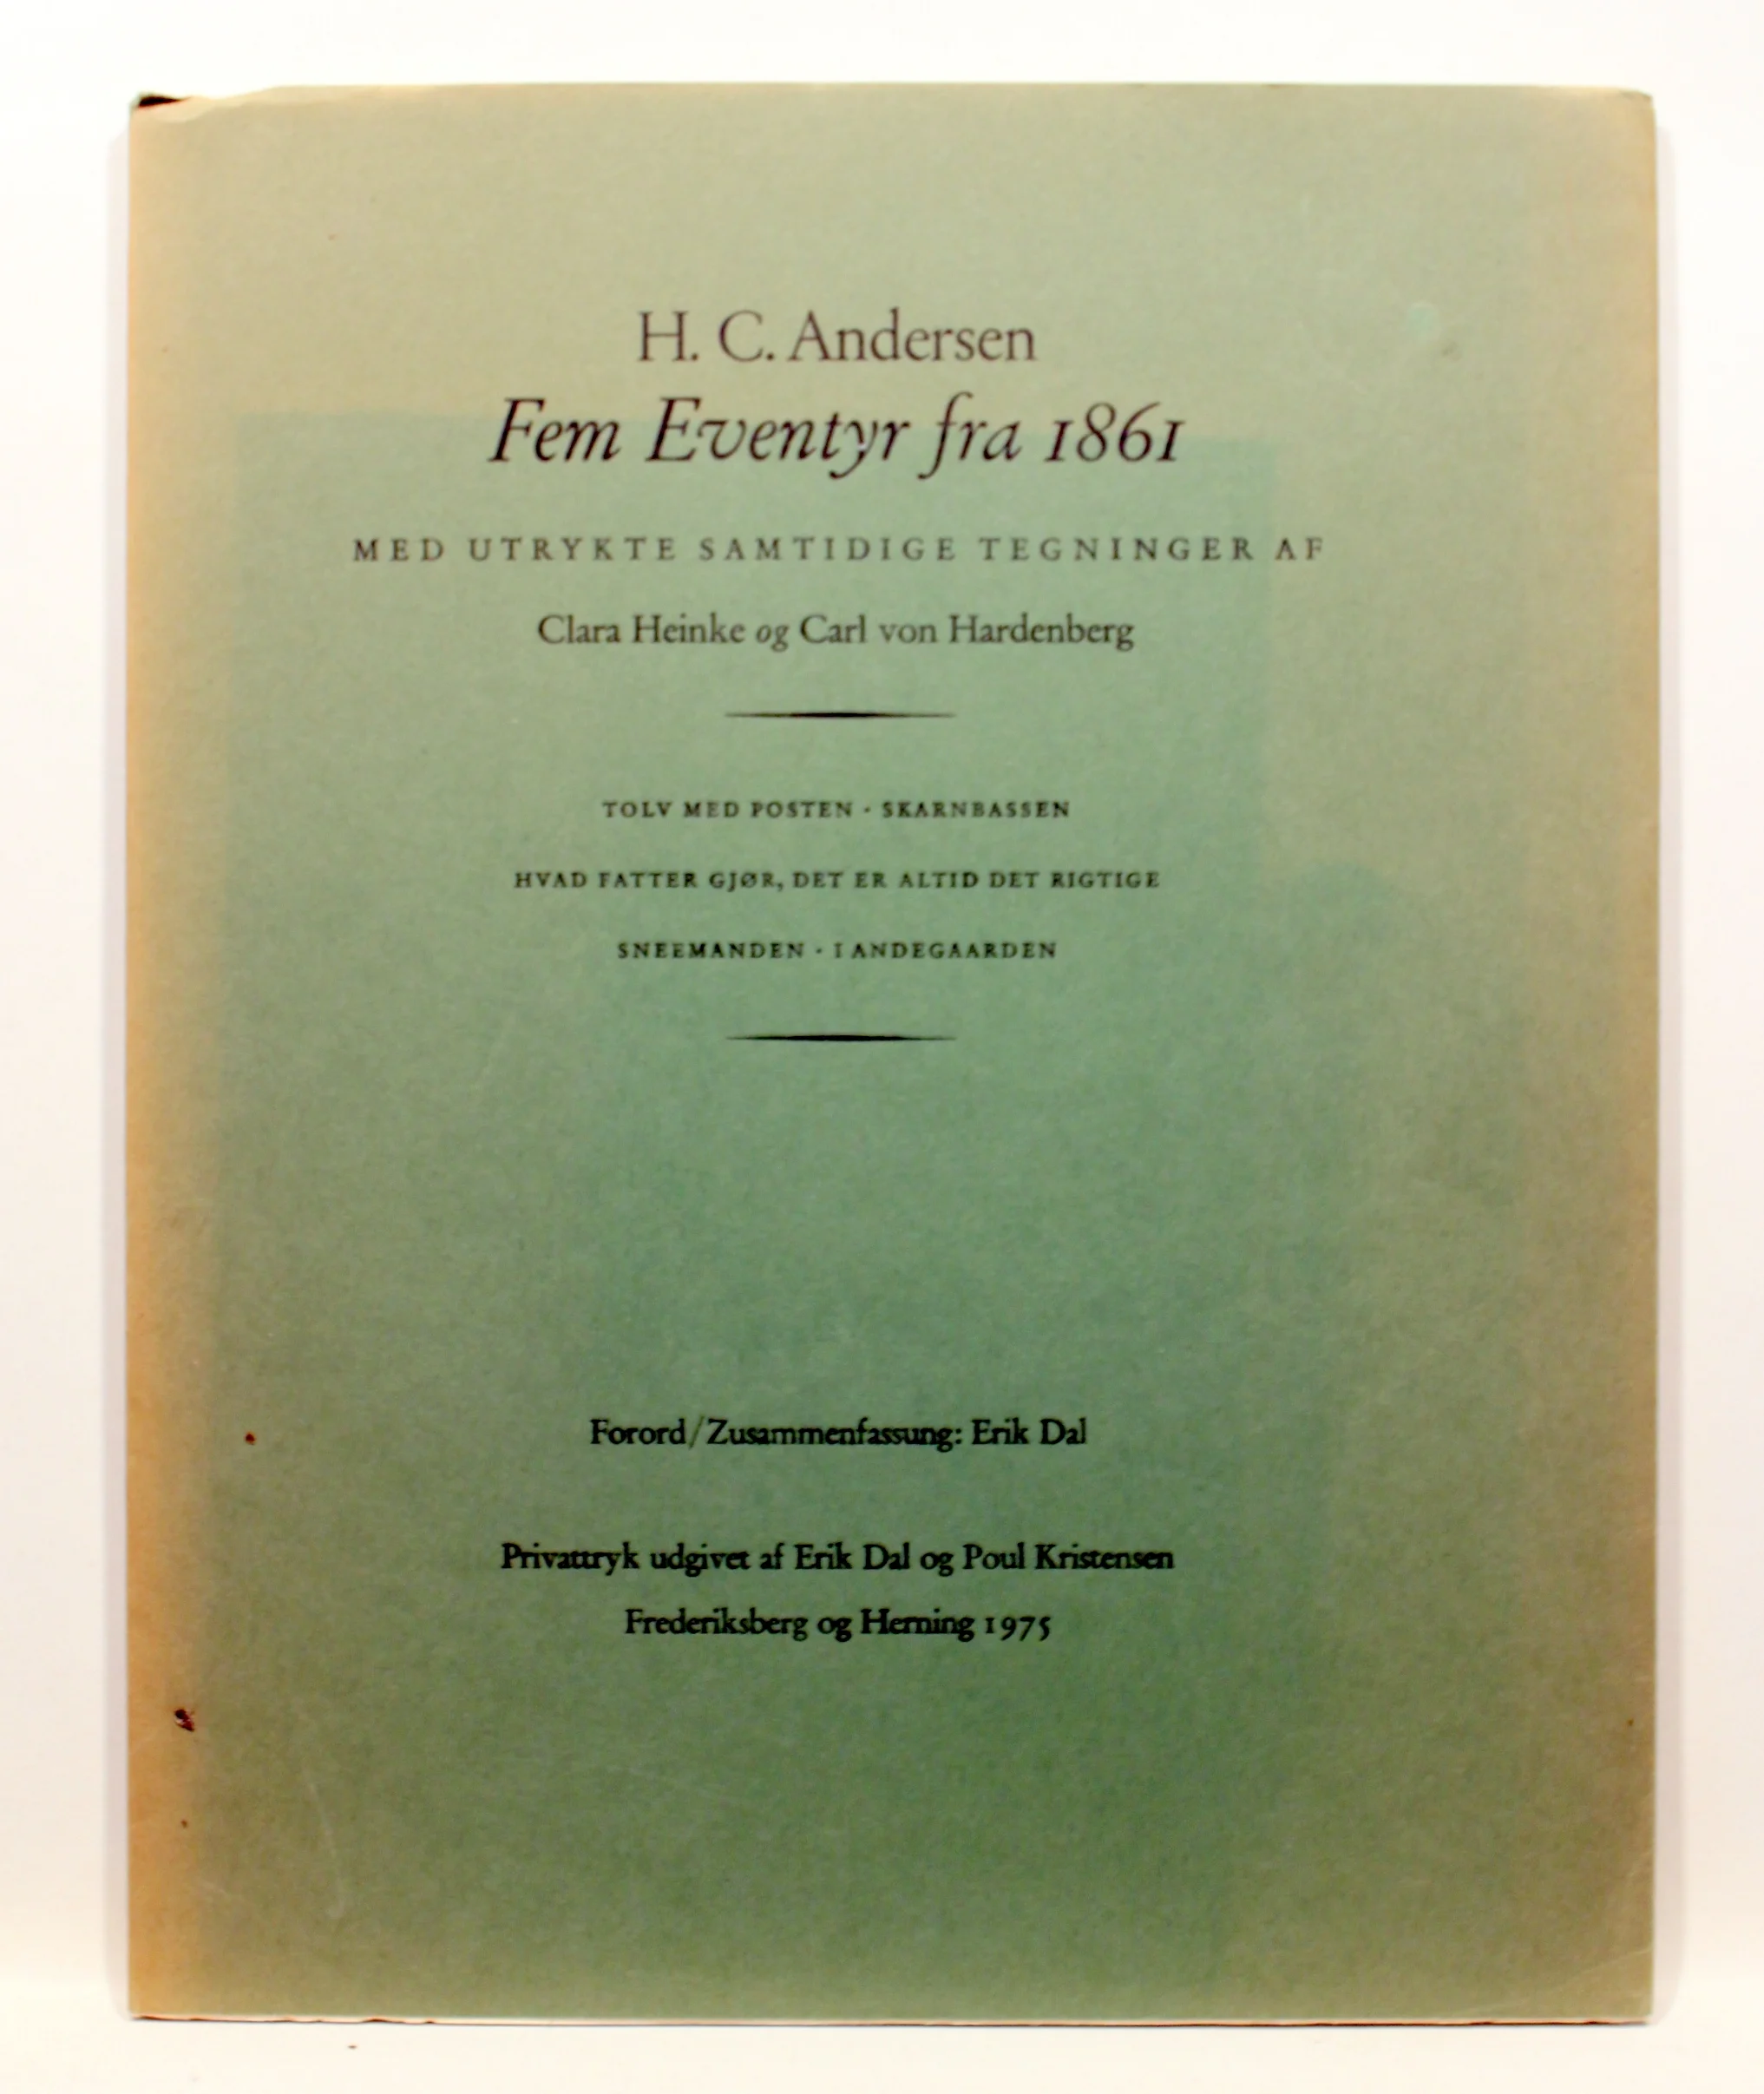 H. C. Andersen
Fem Eventyr fra 1861
MED UTRYKTE SAMTIDIGE TEGNINGER AF
Clara Heinke og Carl von Hardenberg
TOLV MED POSTEN · SKARNBASSEN
HVAD FATTER GJØR, DET ER ALTID DET RIGTIGE
SNEEMANDEN · I ANDEGAARDEN
Forord/Zusammenfassung: Erik Dal
Privattryk udgivet af Erik Dal og Poul Kristensen
Frederiksberg og Herning 1975